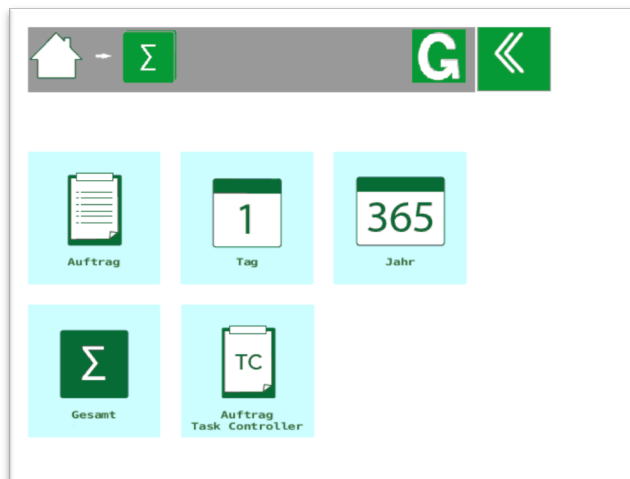 Σ
G
Auftrag
1
Tag
365
Jahr
Σ
Gesamt
TC
Auftrag
Task Controller